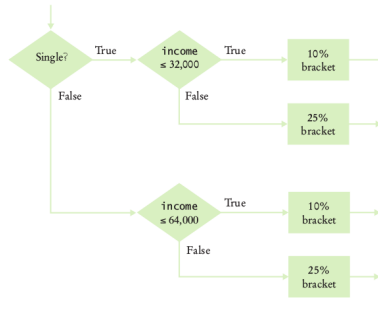 Single?
True
income
≤ 32,000
True
10%
bracket
False
False
25%
bracket
income
≤ 64,000
True
10%
bracket
False
25%
bracket